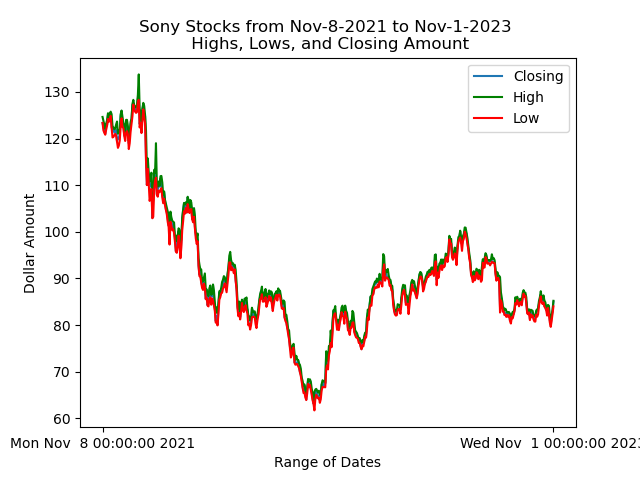 Sony Stocks from Nov-8-2021 to Nov-1-2023
Highs, Lows, and Closing Amount
Closing
High
Low
130
120
110
100
90
80
70
60
Dollar Amount
Mon Nov  8 00:00:00 2021
Wed Nov  1 00:00:00 2023
Range of Dates